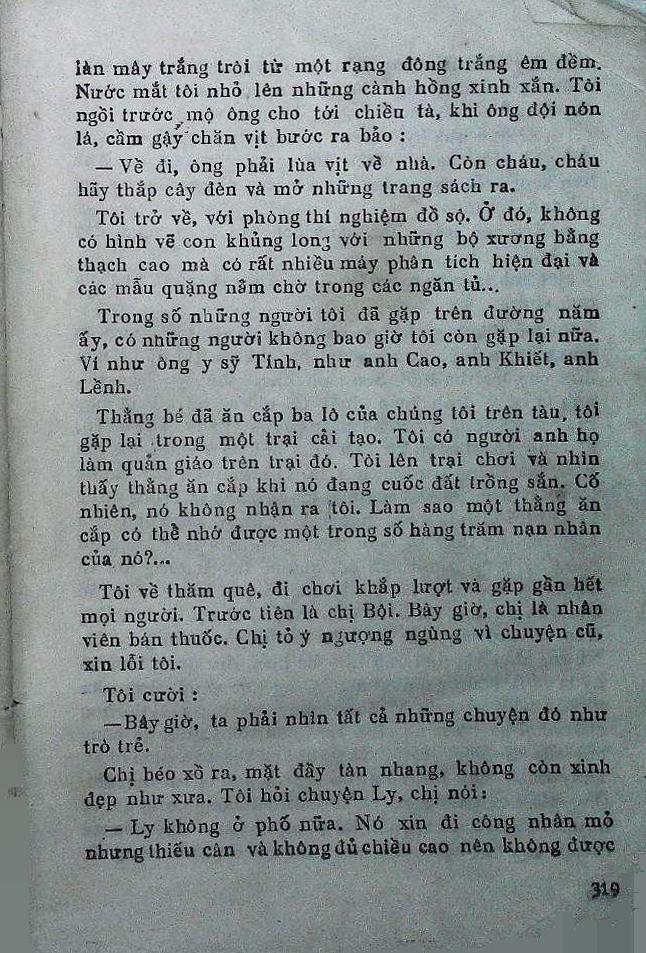 làn mây trắng trôi từ một rạng đông trắng êm đềm.
Nước mắt tôi nhỏ lên những cành hồng xinh xắn. Tôi
ngồi trước mộ ông cho tới chiều tà, khi ông đội nón
lá, cầm gậy chăn vịt bước ra bảo :
— Về đi, ông phải lùa vịt về nhà. Còn cháu, cháu
hãy thắp cây đèn và mở những trang sách ra.
Tôi trở về, với phòng thí nghiệm đồ sộ. Ở đó, không
có hình vẽ con khủng long với những bộ xương bằng
thạch cao mà có rất nhiều máy phân tích hiện đại và
các mẫu quặng nằm chờ trong các ngăn tủ...
Trong số những người tôi đã gặp trên đường năm
ấy, có những người không bao giờ tôi còn gặp lại nữa.
Ví như ông y sỹ Tính, như anh Cao, anh Khiết, anh
Lềnh.
Thằng bé đã ăn cắp ba lô của chúng tôi trên tàu, tôi
gặp lại trong một trại cải tạo. Tôi có người anh họ
làm quản giáo trên trại đó. Tôi lên trại chơi và nhìn
thấy thằng ăn cắp khi nó đang cuốc đất trồng sắn. Cố
nhiên, nó không nhận ra tôi. Làm sao một thằng ăn
cắp có thể nhớ được một trong số hàng trăm nạn nhân
của nó?...
Tôi về thăm quê, đi chơi khắp lượt và gặp gần hết
mọi người. Trước tiên là chị Bội. Bây giờ, chị là nhân
viên bán thuốc. Chị tỏ ý ngượng ngùng vì chuyện cũ,
xin lỗi tôi.
Tôi cười :
—Bây giờ, ta phải nhìn tất cả những chuyện đó như
trò trẻ.
Chị béo xồ ra, mặt đầy tàn nhang, không còn xinh
đẹp như xưa. Tôi hỏi chuyện Ly, chị nói:
— Ly không ở phố nữa. Nó xin đi công nhân mỏ
nhưng thiếu cân và không đủ chiều cao nên không được
319